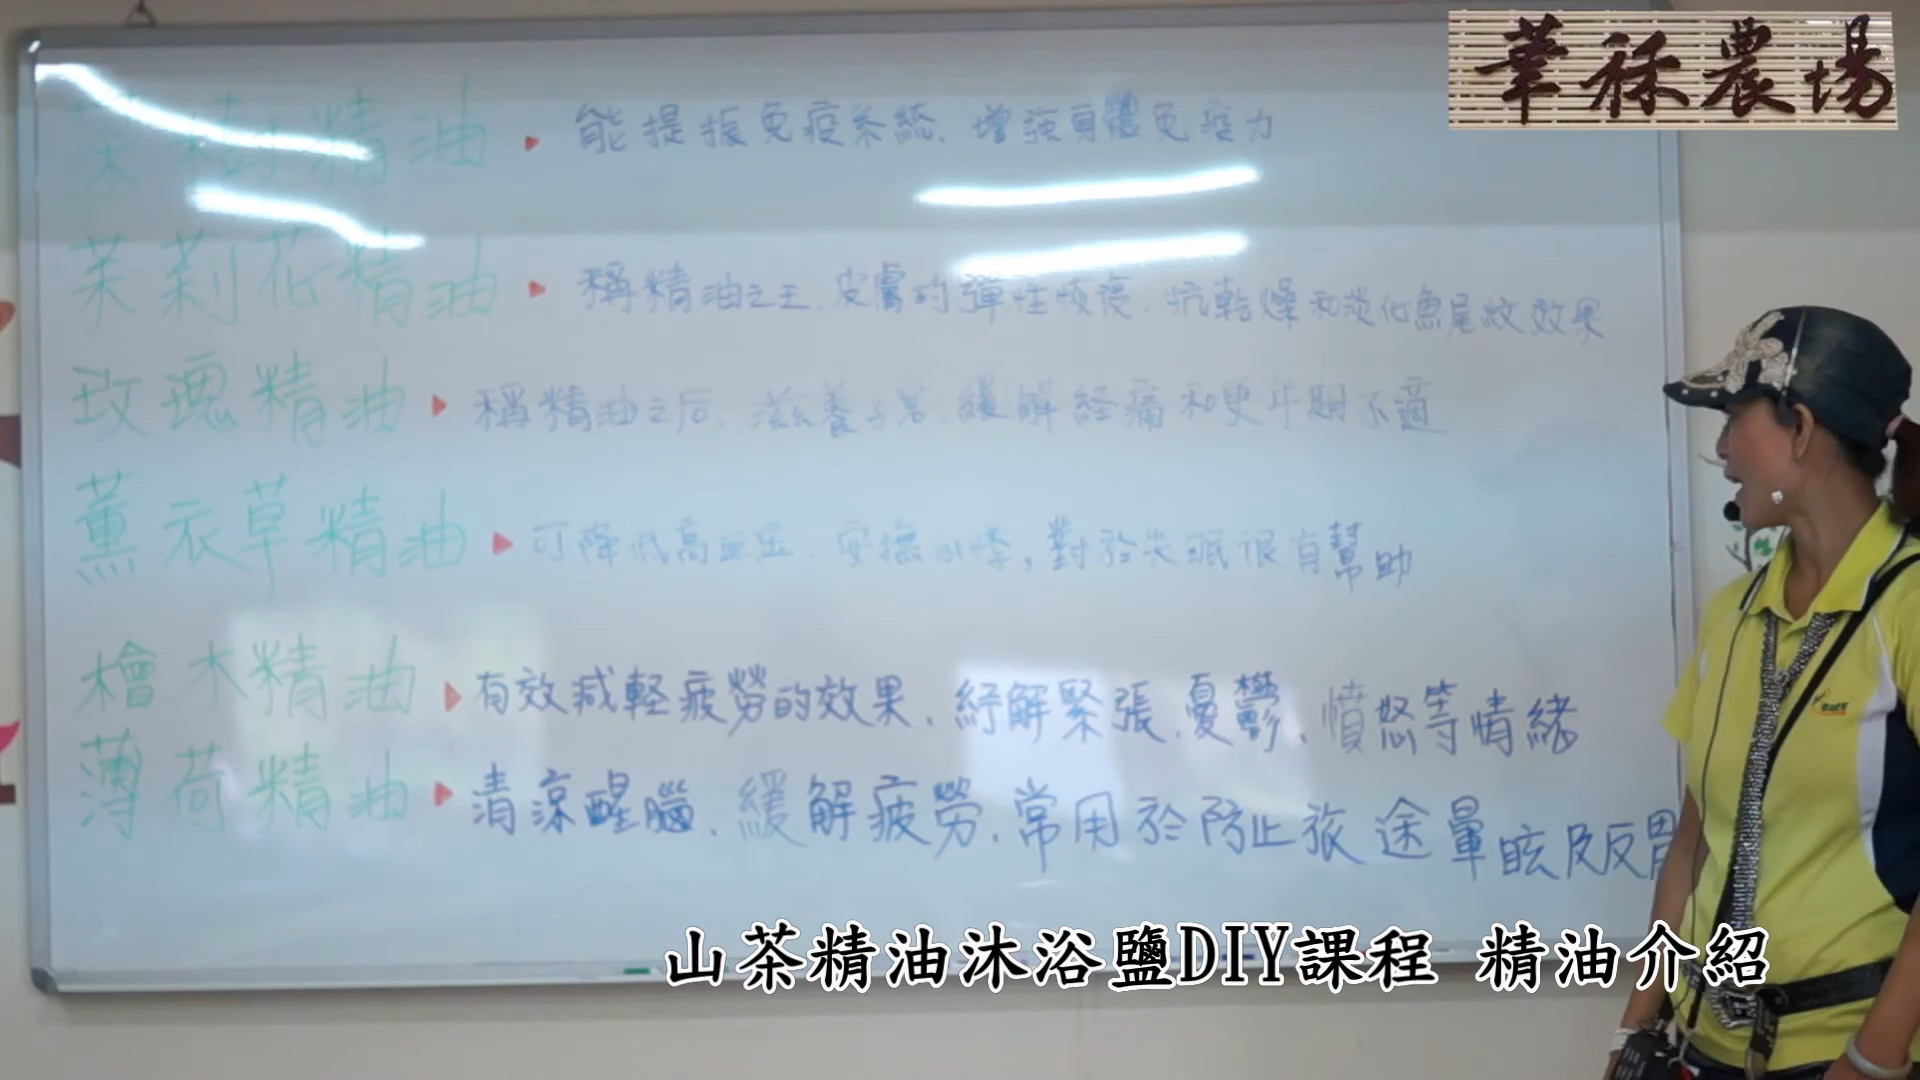 華秝農場
茶樹精油 能提振免疫系統.增強身體免疫力
茉莉花精油 稱精油之王.皮膚的彈性恢復.抗乾燥和淡化魚尾紋效果
玫瑰精油 稱精油之后.滋養子宮.緩解経痛和更年期不適
薰衣草精油 可降低高血压.安撫心悸,對於失眠很有幫助
檜木精油 有效減軽疲勞的效果.紓解緊張.憂鬱.憤怒等情緒
薄荷精油 清涼醒腦.緩解疲勞.常用於防止旅途暈眩及反胃
山茶精油沐浴鹽DIY課程 精油介紹